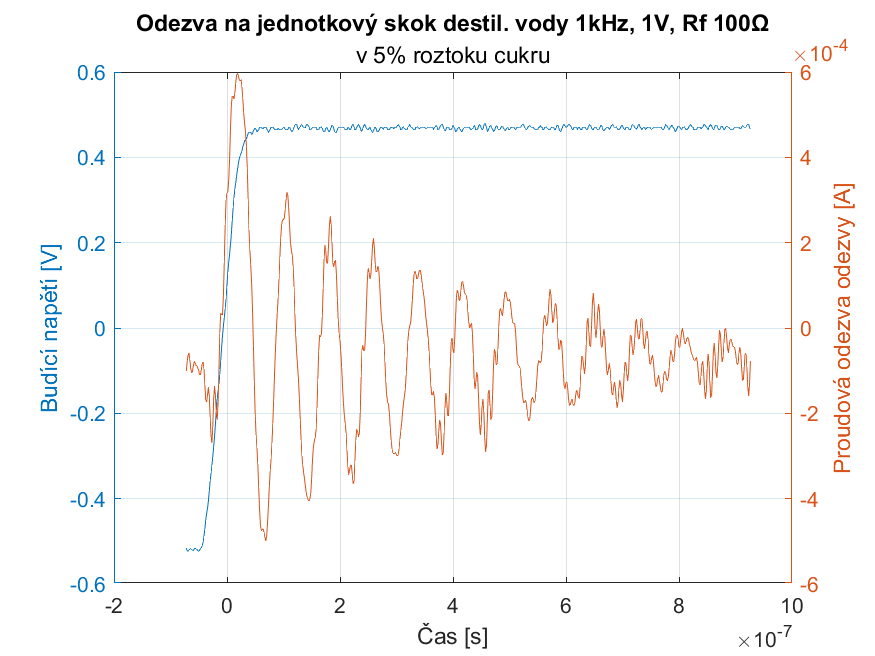 Odezva na jednotkový skok destil. vody 1kHz, 1V, Rf 100Ω
v 5% roztoku cukru
×10⁻⁴
0.6
0.4
0.2
0
-0.2
-0.4
-0.6
Budící napětí [V]
6
4
2
0
-2
-4
-6
Proudová odezva odezvy [A]
-2 0 2 4 6 8 10
Čas [s]
×10⁻⁷